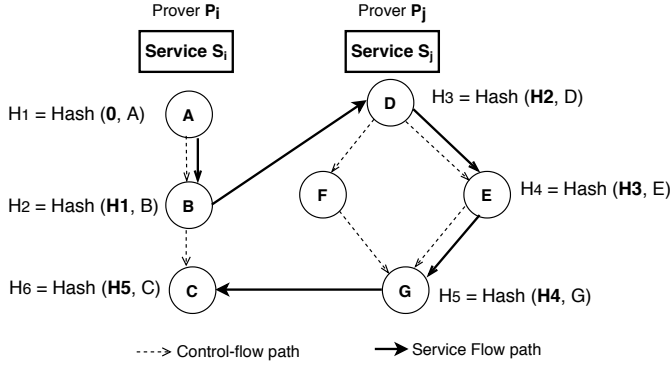 Prover Pi Prover Pj
Service Si Service Sj
H1 = Hash (0, A) A D H3 = Hash (H2, D)
H2 = Hash (H1, B) B F E H4 = Hash (H3, E)
H6 = Hash (H5, C) C G H5 = Hash (H4, G)
Control-flow path Service Flow path